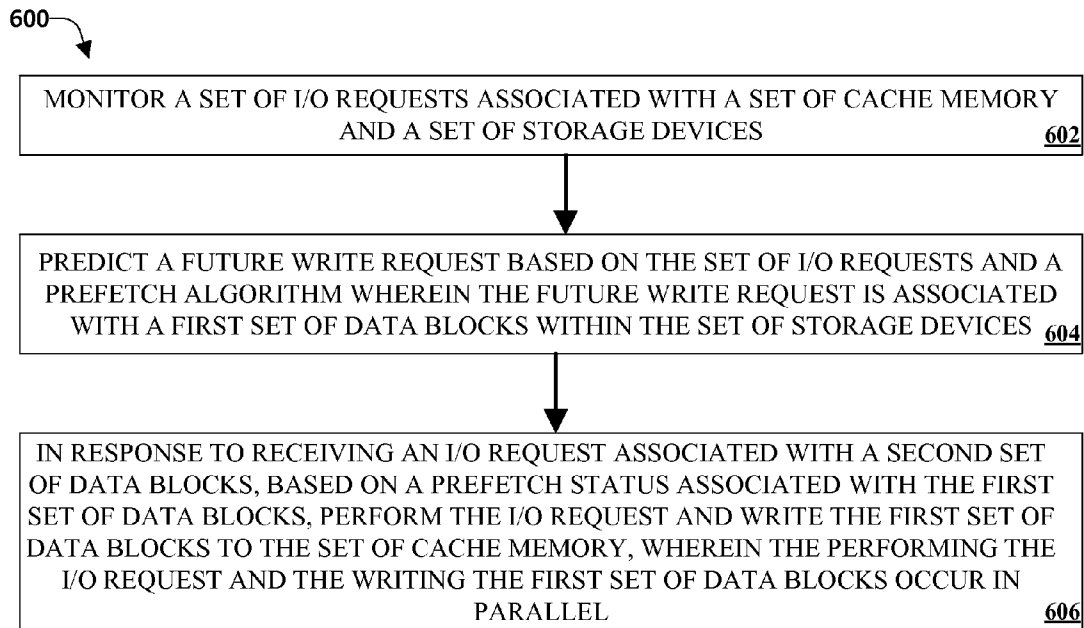 600
MONITOR A SET OF I/O REQUESTS ASSOCIATED WITH A SET OF CACHE MEMORY
AND A SET OF STORAGE DEVICES
602
PREDICT A FUTURE WRITE REQUEST BASED ON THE SET OF I/O REQUESTS AND A
PREFETCH ALGORITHM WHEREIN THE FUTURE WRITE REQUEST IS ASSOCIATED
WITH A FIRST SET OF DATA BLOCKS WITHIN THE SET OF STORAGE DEVICES
604
IN RESPONSE TO RECEIVING AN I/O REQUEST ASSOCIATED WITH A SECOND SET
OF DATA BLOCKS, BASED ON A PREFETCH STATUS ASSOCIATED WITH THE FIRST
SET OF DATA BLOCKS, PERFORM THE I/O REQUEST AND WRITE THE FIRST SET OF
DATA BLOCKS TO THE SET OF CACHE MEMORY, WHEREIN THE PERFORMING THE
I/O REQUEST AND THE WRITING THE FIRST SET OF DATA BLOCKS OCCUR IN
PARALLEL
606